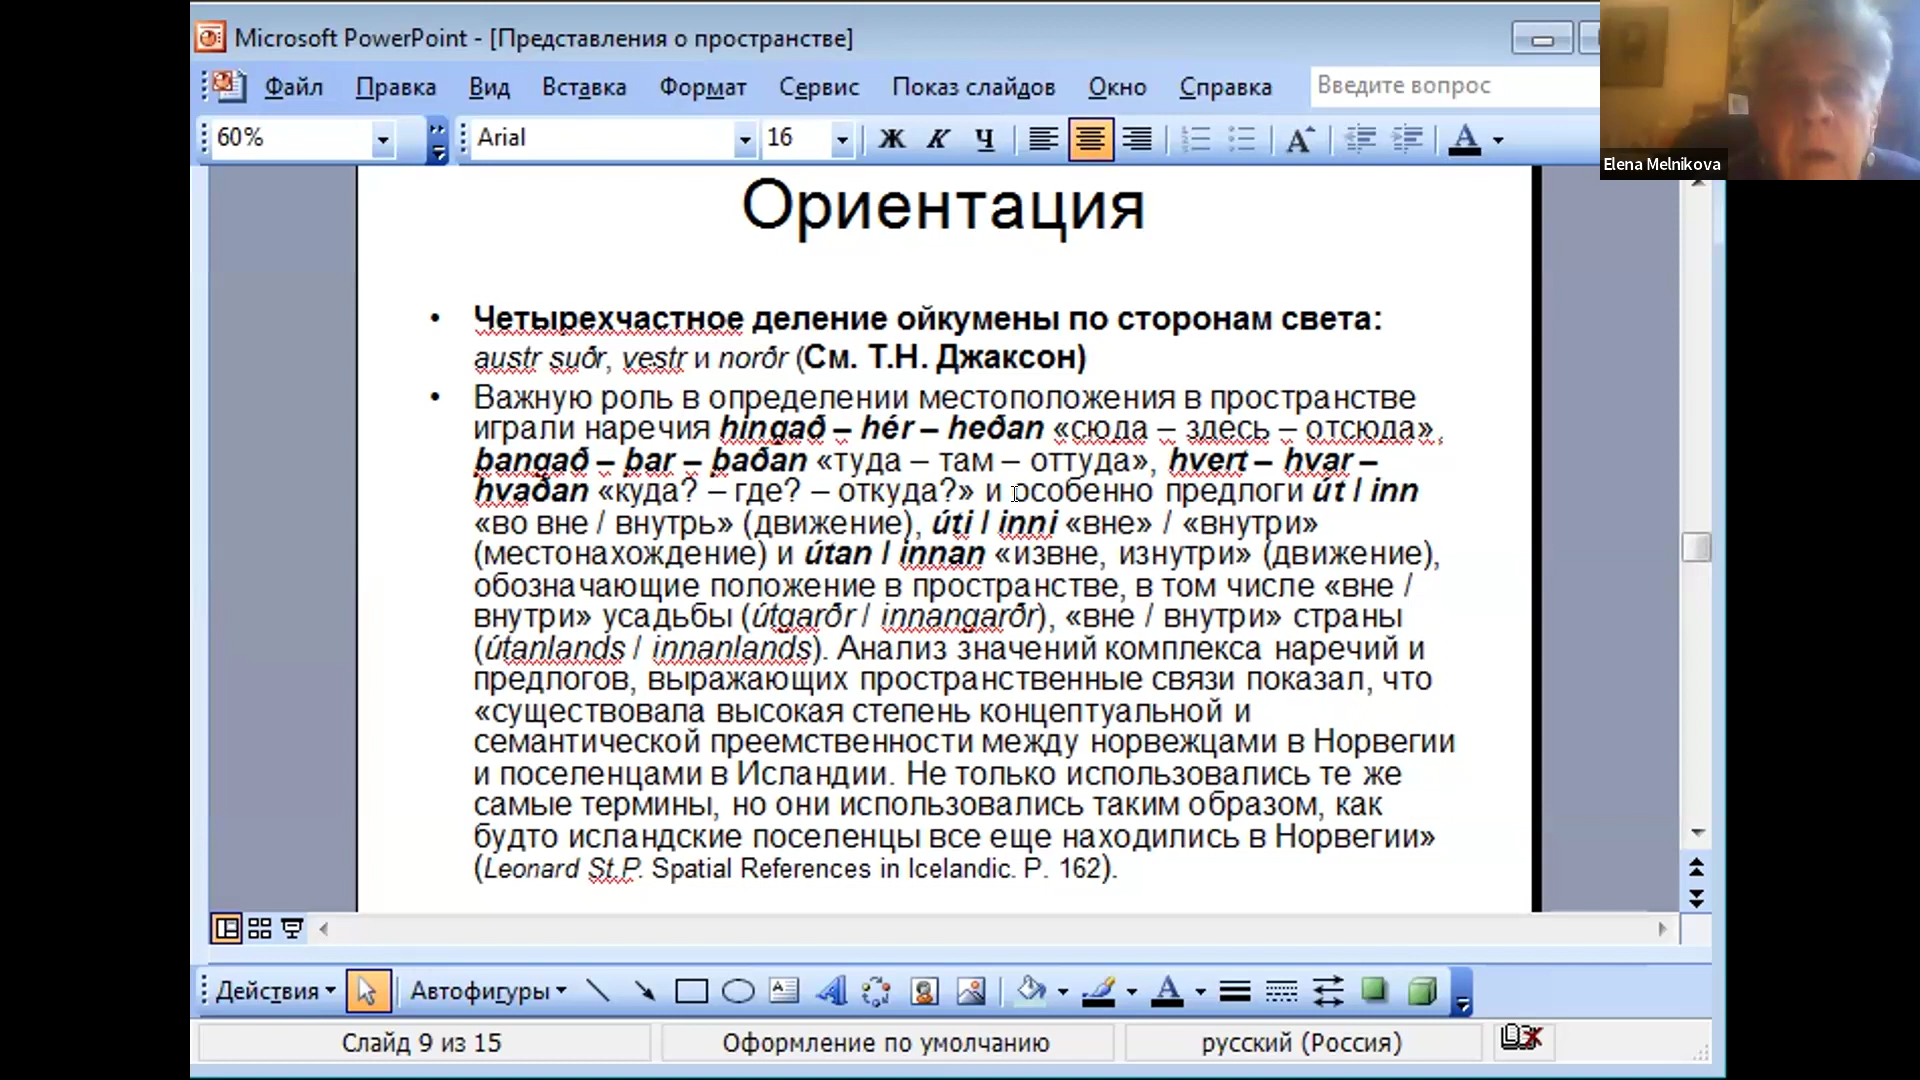 Microsoft PowerPoint - [Представления о пространстве]
Elena Melnikova
Файл Правка Вид Вставка Формат Сервис Показ слайдов Окно Справка Введите вопрос
60% Arial 16 Ж К Ч
Ориентация
• Четырехчастное деление ойкумены по сторонам света:
austr suðr, vestr и norðr (См. Т.Н. Джаксон)
• Важную роль в определении местоположения в пространстве
играли наречия hingað – hér – heðan «сюда – здесь – отсюда»,
þangað – þar – þaðan «туда – там – оттуда», hvert – hvar –
hvaðan «куда? – где? – откуда?» и особенно предлоги út / inn
«во вне / внутрь» (движение), úti / inni «вне» / «внутри»
(местонахождение) и útan / innan «извне, изнутри» (движение),
обозначающие положение в пространстве, в том числе «вне /
внутри» усадьбы (útgarðr / innangarðr), «вне / внутри» страны
(útanlands / innanlands). Анализ значений комплекса наречий и
предлогов, выражающих пространственные связи показал, что
«существовала высокая степень концептуальной и
семантической преемственности между норвежцами в Норвегии
и поселенцами в Исландии. Не только использовались те же
самые термины, но они использовались таким образом, как
будто исландские поселенцы все еще находились в Норвегии»
(Leonard St.P. Spatial References in Icelandic. P. 162).
Действия Автофигуры
Слайд 9 из 15 Оформление по умолчанию русский (Россия)